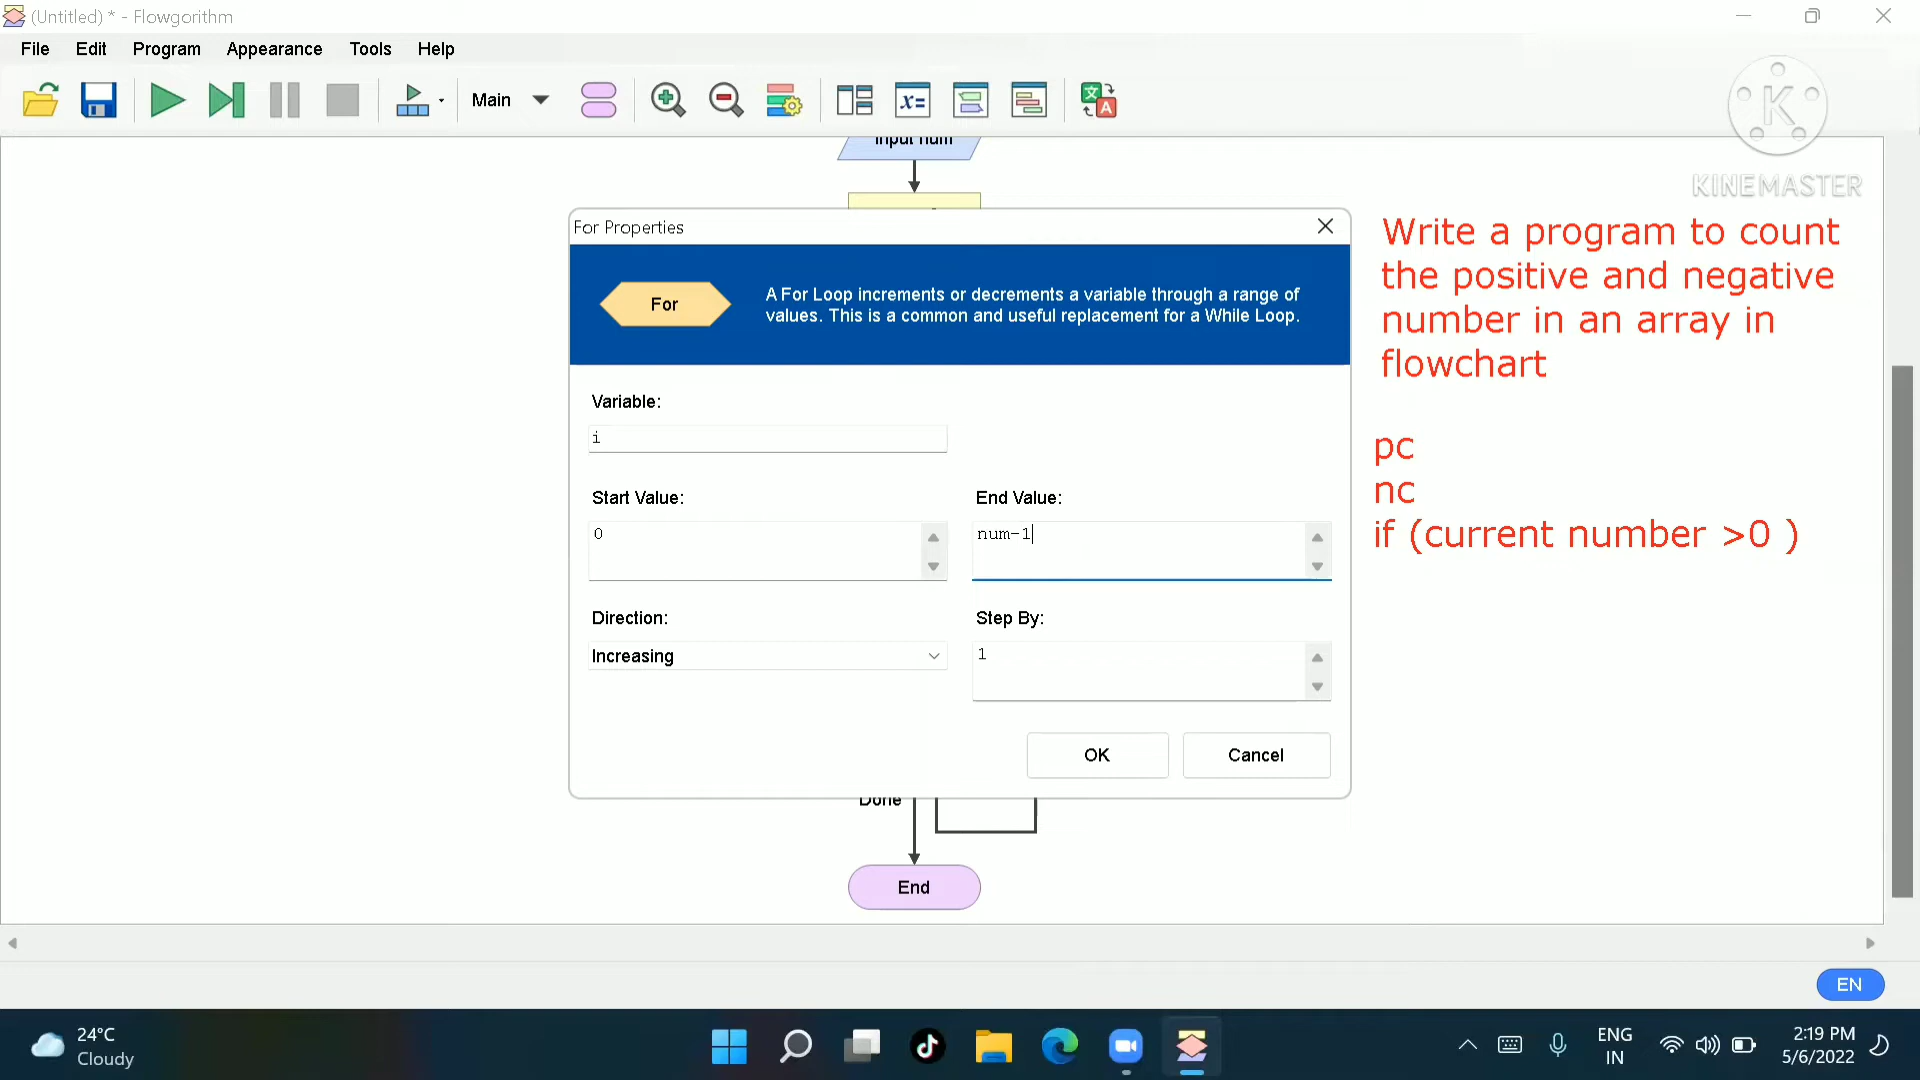 (Untitled) * - Flowgorithm
File Edit Program Appearance Tools Help
Main
x=
A
K
KINEMASTER
Input num
For Properties
For
A For Loop increments or decrements a variable through a range of
values. This is a common and useful replacement for a While Loop.
Variable:
i
Start Value: End Value:
0 num-1
Direction: Step By:
Increasing 1
OK Cancel
Write a program to count
the positive and negative
number in an array in
flowchart
pc
nc
if (current number >0 )
Done
End
EN
24°C
Cloudy
ENG
IN
2:19 PM
5/6/2022